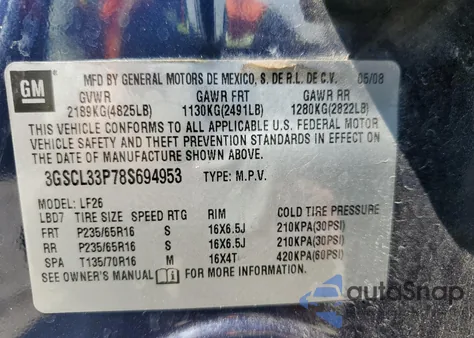 GM
MFD BY GENERAL MOTORS DE MEXICO, S. DE R.L. DE C.V. 05/08
GVWR GAWR FRT GAWR RR
2189KG(4825LB) 1130KG(2491LB) 1280KG(2822LB)
THIS VEHICLE CONFORMS TO ALL APPLICABLE U.S. FEDERAL MOTOR
VEHICLE SAFETY AND THEFT PREVENTION STANDARDS IN EFFECT ON
THE DATE OF MANUFACTURE SHOWN ABOVE.
3GSCL33P78S694953 TYPE: M.P.V.
MODEL: LF26
LBD7 TIRE SIZE SPEED RTG RIM COLD TIRE PRESSURE
FRT P235/65R16 S 16X6.5J 210KPA(30PSI)
RR P235/65R16 S 16X6.5J 210KPA(30PSI)
SPA T135/70R16 M 16X4T 420KPA(60PSI)
SEE OWNER'S MANUAL FOR MORE INFORMATION.
autoSnap